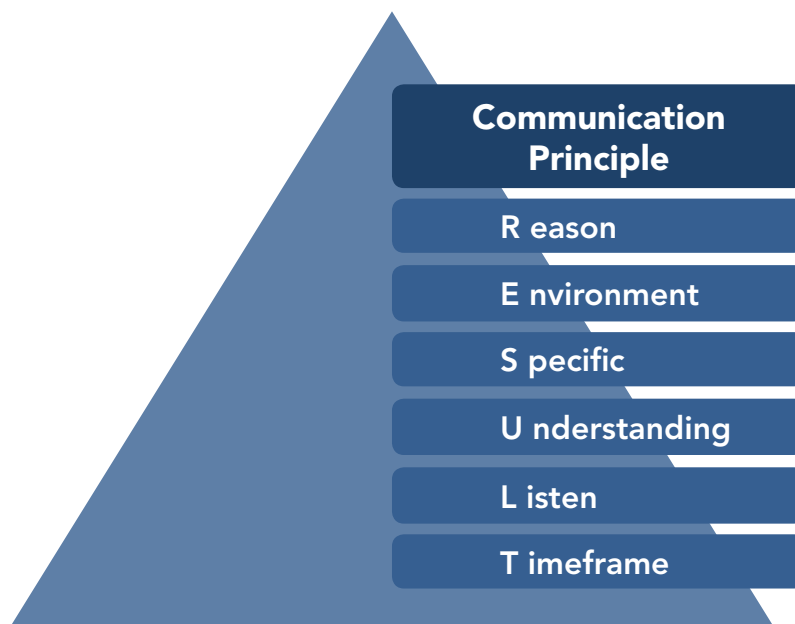 Communication
Principle
R eason
E nvironment
S pecific
U nderstanding
L isten
T imeframe